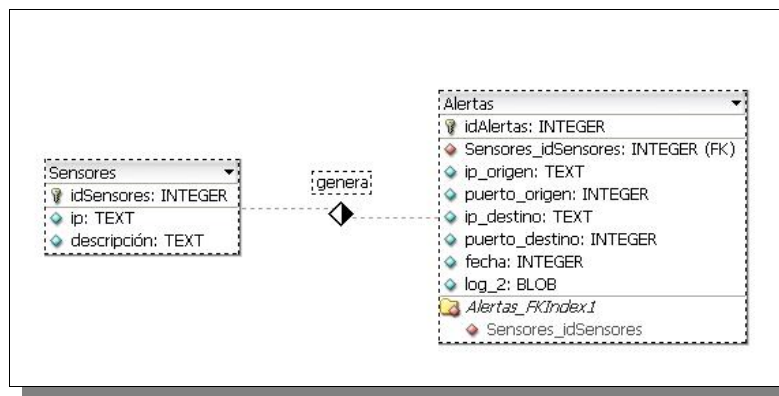 Sensores
idSensores: INTEGER
ip: TEXT
descripción: TEXT
genera
Alertas
idAlertas: INTEGER
Sensores_idSensores: INTEGER (FK)
ip_origen: TEXT
puerto_origen: INTEGER
ip_destino: TEXT
puerto_destino: INTEGER
fecha: INTEGER
log_2: BLOB
Alertas_FKIndex1
Sensores_idSensores